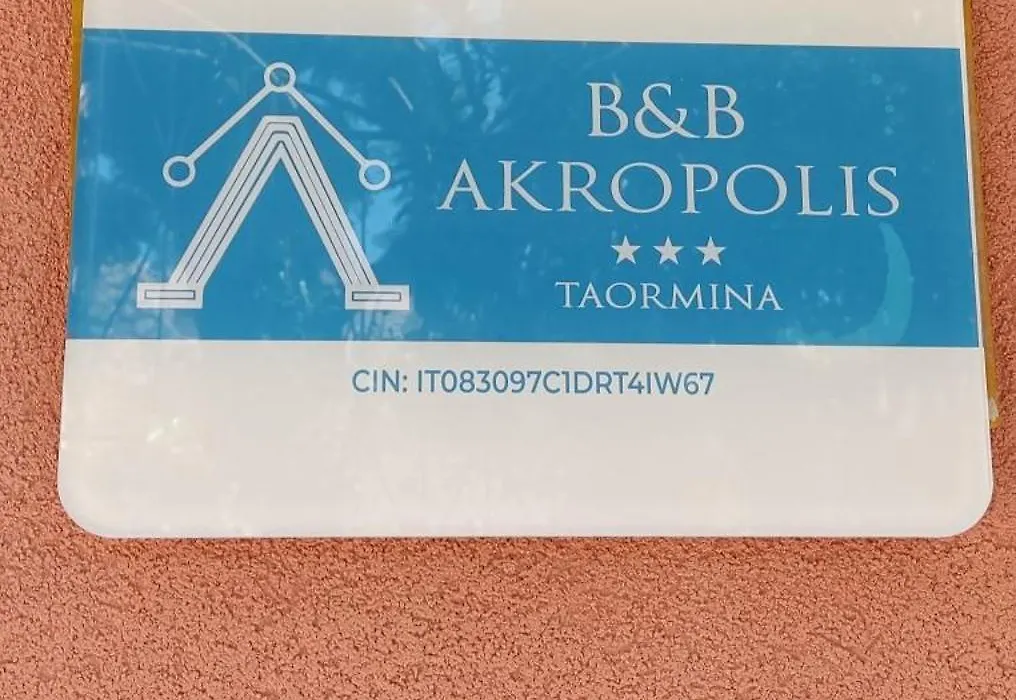 B&B
AKROPOLIS
★★★
TAORMINA
CIN: IT083097C1DRT4IW67